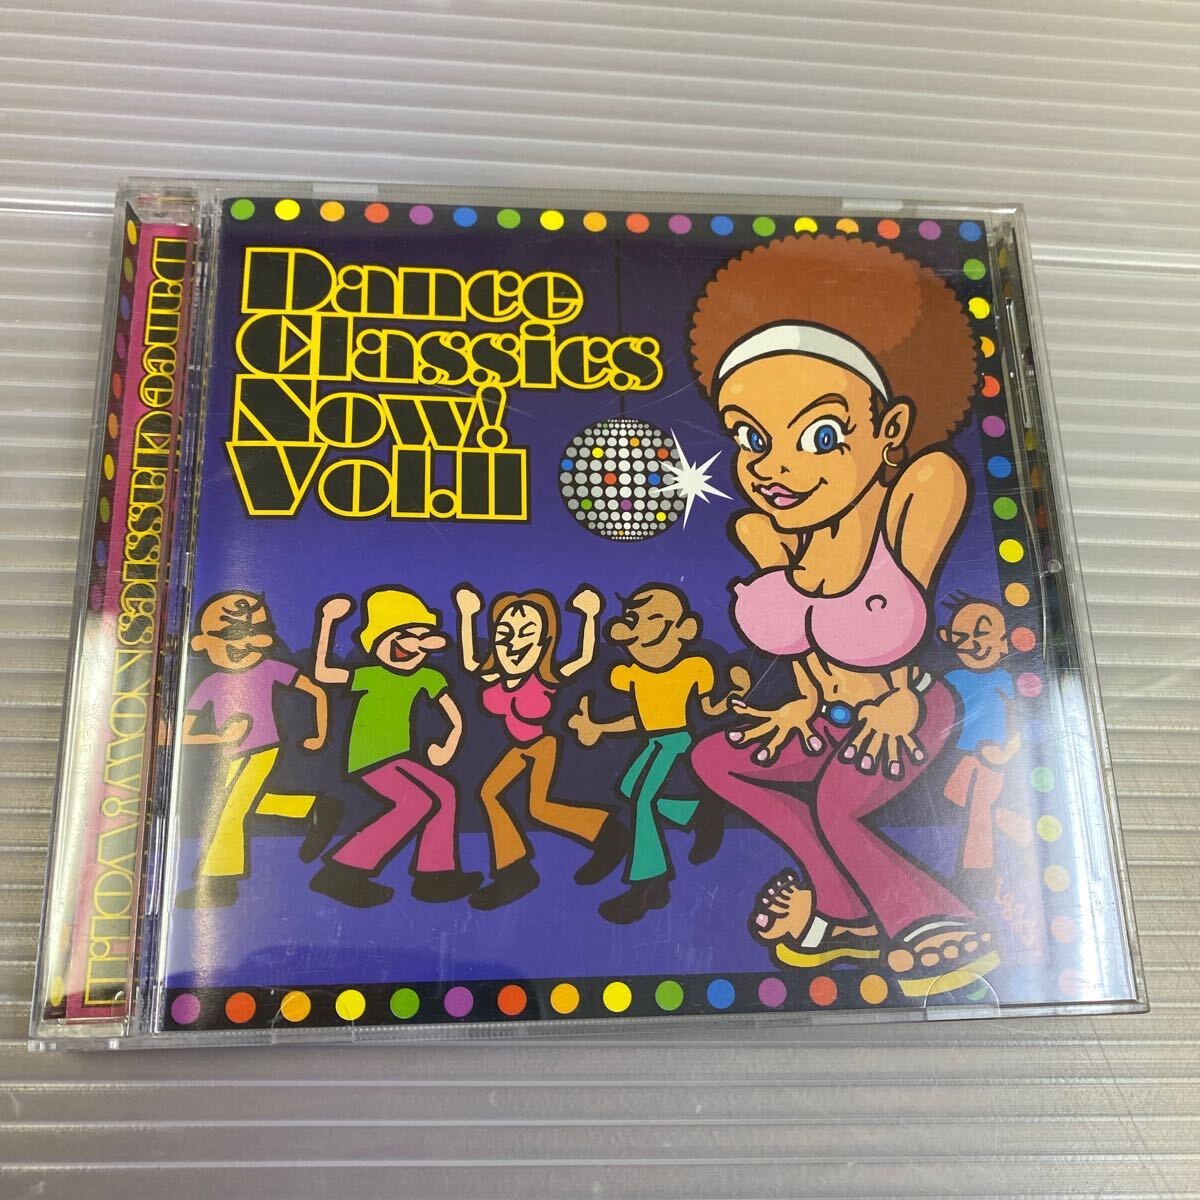 Dance
Classics
Now!
Vol.II
Dance Classics Now! Vol.II